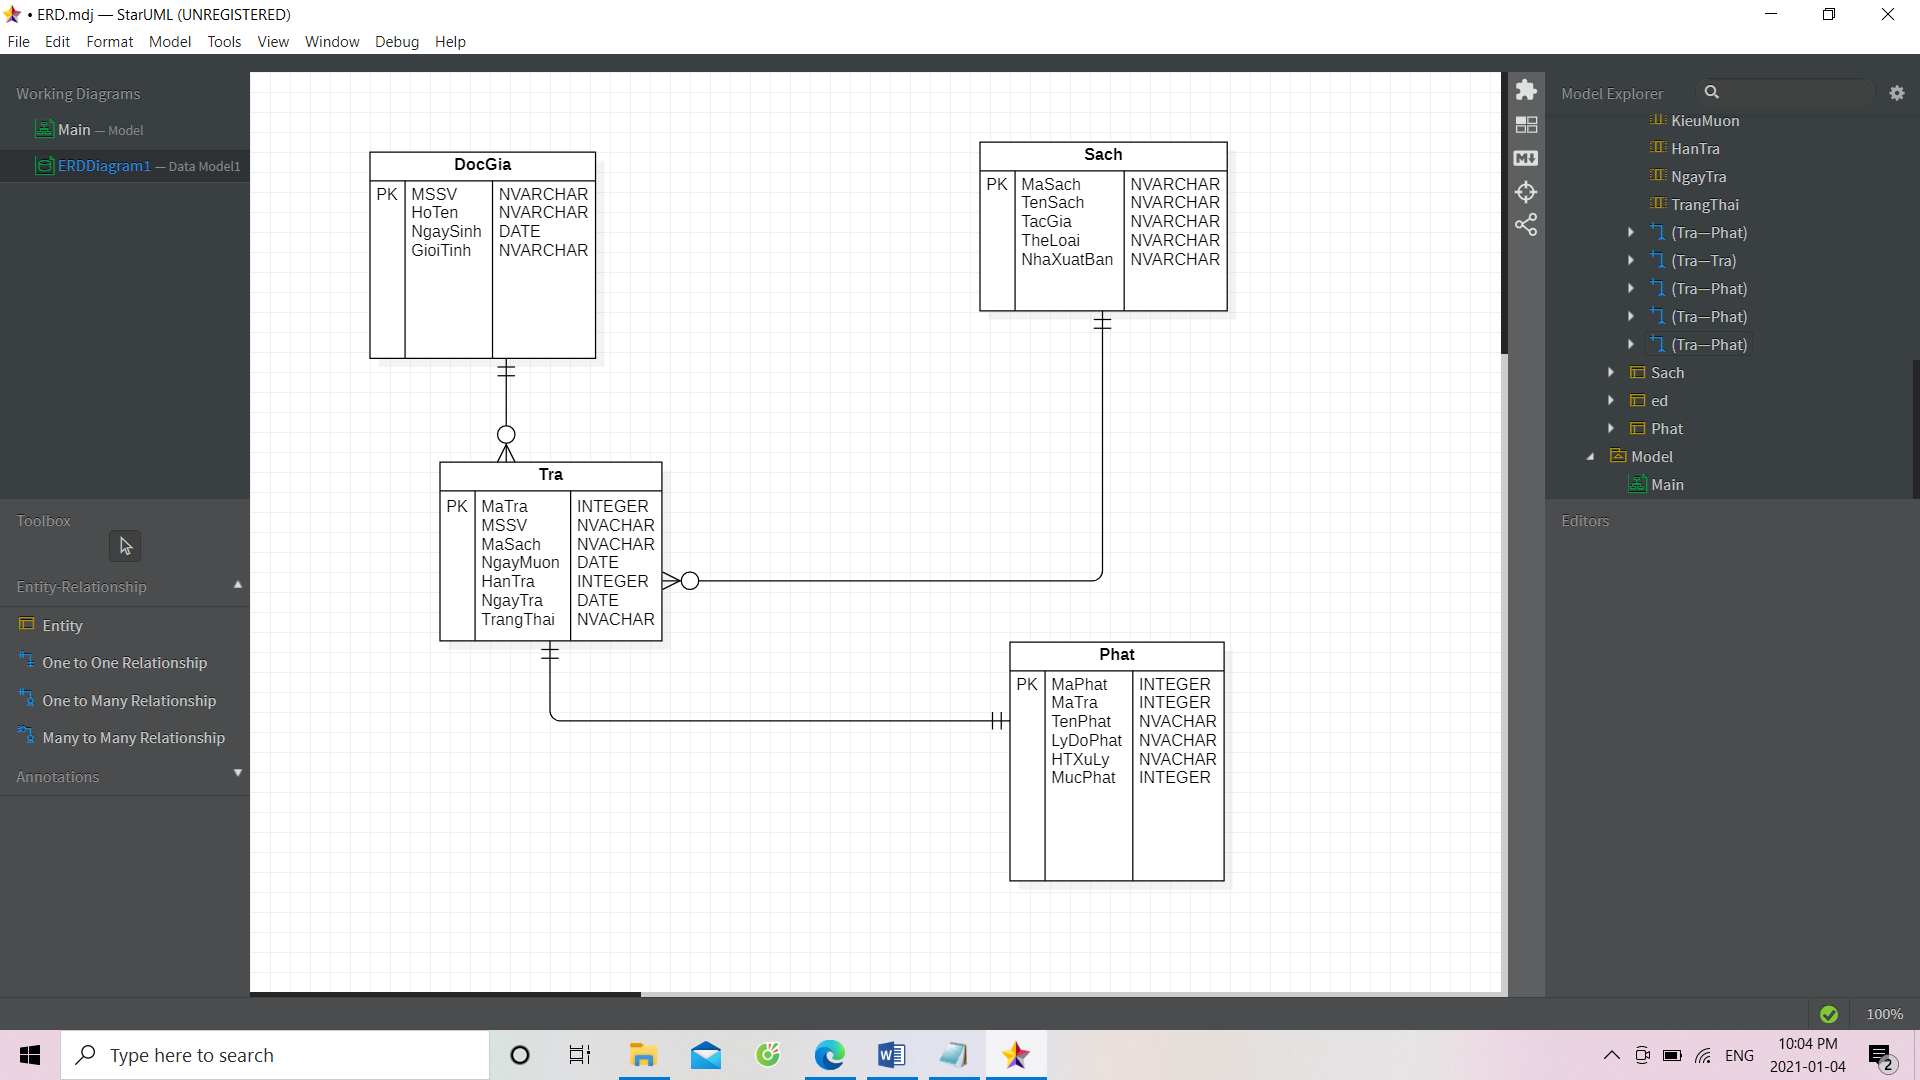 • ERD.mdj — StarUML (UNREGISTERED)
File Edit Format Model Tools View Window Debug Help
Working Diagrams
Main — Model
ERDDiagram1 — Data Model1
Toolbox
Entity-Relationship
Entity
One to One Relationship
One to Many Relationship
Many to Many Relationship
Annotations
DocGia
PK MSSV NVARCHAR
HoTen NVARCHAR
NgaySinh DATE
GioiTinh NVARCHAR
Sach
PK MaSach NVARCHAR
TenSach NVARCHAR
TacGia NVARCHAR
TheLoai NVARCHAR
NhaXuatBan NVARCHAR
Tra
PK MaTra INTEGER
MSSV NVACHAR
MaSach NVACHAR
NgayMuon DATE
HanTra INTEGER
NgayTra DATE
TrangThai NVACHAR
Phat
PK MaPhat INTEGER
MaTra INTEGER
TenPhat NVACHAR
LyDoPhat NVACHAR
HTXuLy NVACHAR
MucPhat INTEGER
M
Model Explorer
KieuMuon
HanTra
NgayTra
TrangThai
(Tra—Phat)
(Tra—Tra)
(Tra—Phat)
(Tra—Phat)
(Tra—Phat)
Sach
ed
Phat
Model
Main
Editors
100%
Type here to search
W
ENG
10:04 PM
2021-01-04
2